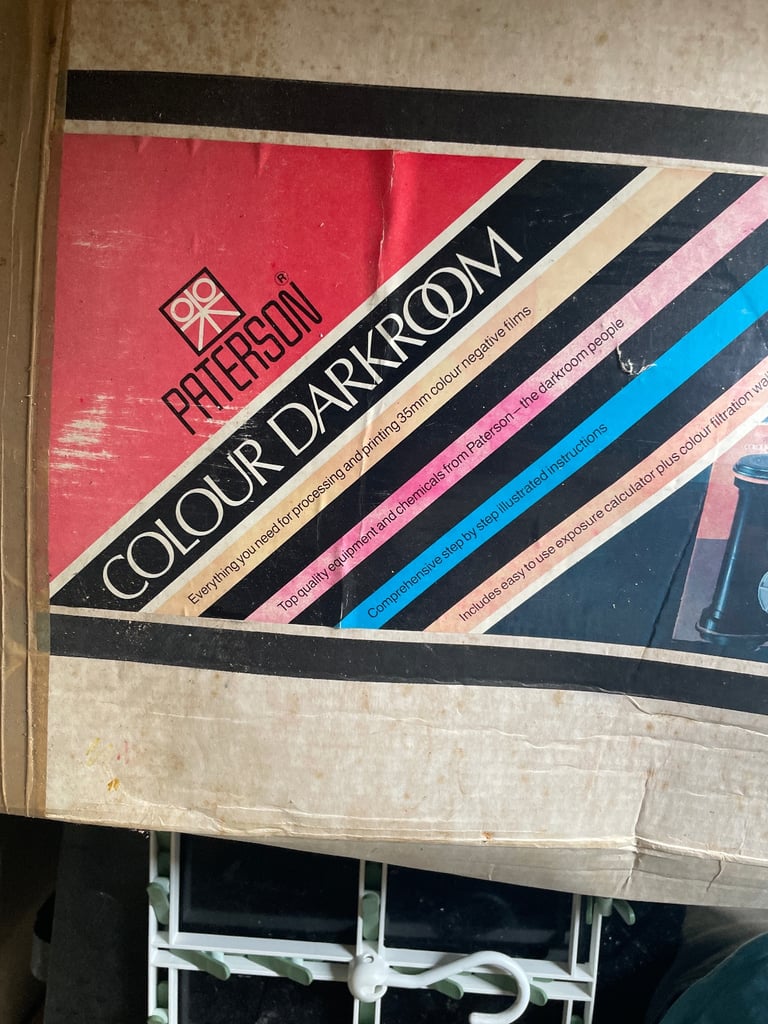 PATERSON®
COLOUR DARKROOM
Everything you need for processing and printing 35mm colour negative films
Top quality equipment and chemicals from Paterson – the darkroom people
Comprehensive step by step illustrated instructions
Includes easy to use exposure calculator plus colour filtration